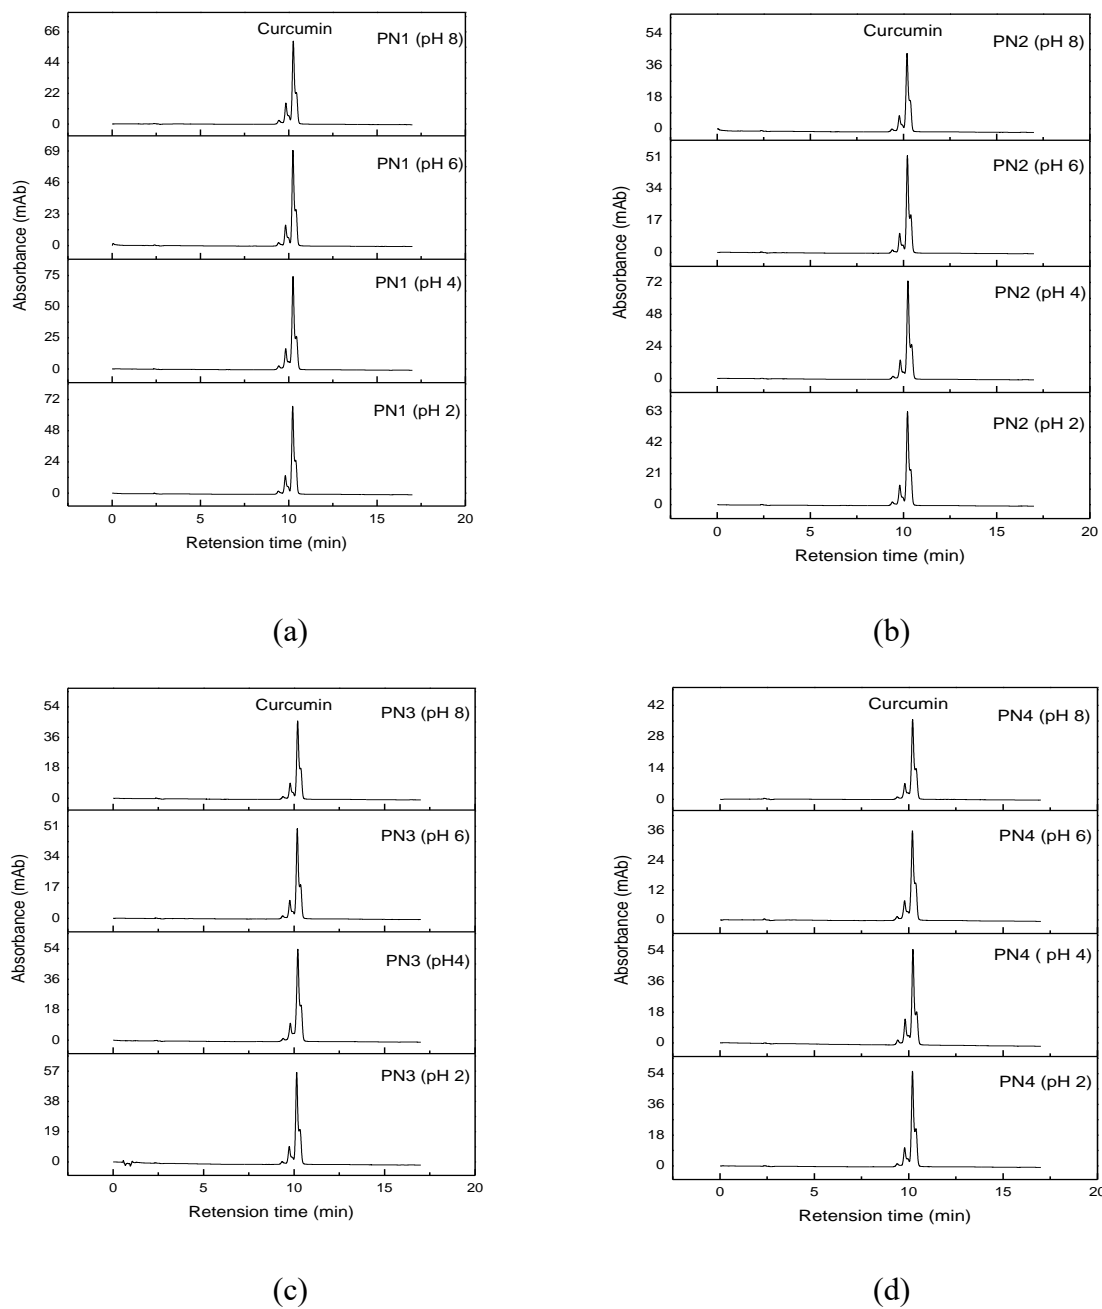 Curcumin
PN1 (pH 8)
66
44
22
0
PN1 (pH 6)
69
46
23
0
PN1 (pH 4)
75
50
25
0
PN1 (pH 2)
72
48
24
0
Absorbance (mAb)
0 5 10 15 20
Retension time (min)
(a)
Curcumin
PN2 (pH 8)
54
36
18
0
PN2 (pH 6)
51
34
17
0
PN2 (pH 4)
72
48
24
0
PN2 (pH 2)
63
42
21
0
Absorbance (mAb)
0 5 10 15 20
Retension time (min)
(b)
Curcumin
PN3 (pH 8)
54
36
18
0
PN3 (pH 6)
51
34
17
0
PN3 (pH4)
54
36
18
0
PN3 (pH 2)
57
38
19
0
Absorbance (mAb)
0 5 10 15 20
Retension time (min)
(c)
Curcumin
PN4 (pH 8)
42
28
14
0
PN4 (pH 6)
36
24
12
0
PN4 ( pH 4)
54
36
18
0
PN4 (pH 2)
54
36
18
0
Absorbance (mAb)
0 5 10 15 20
Retension time (min)
(d)